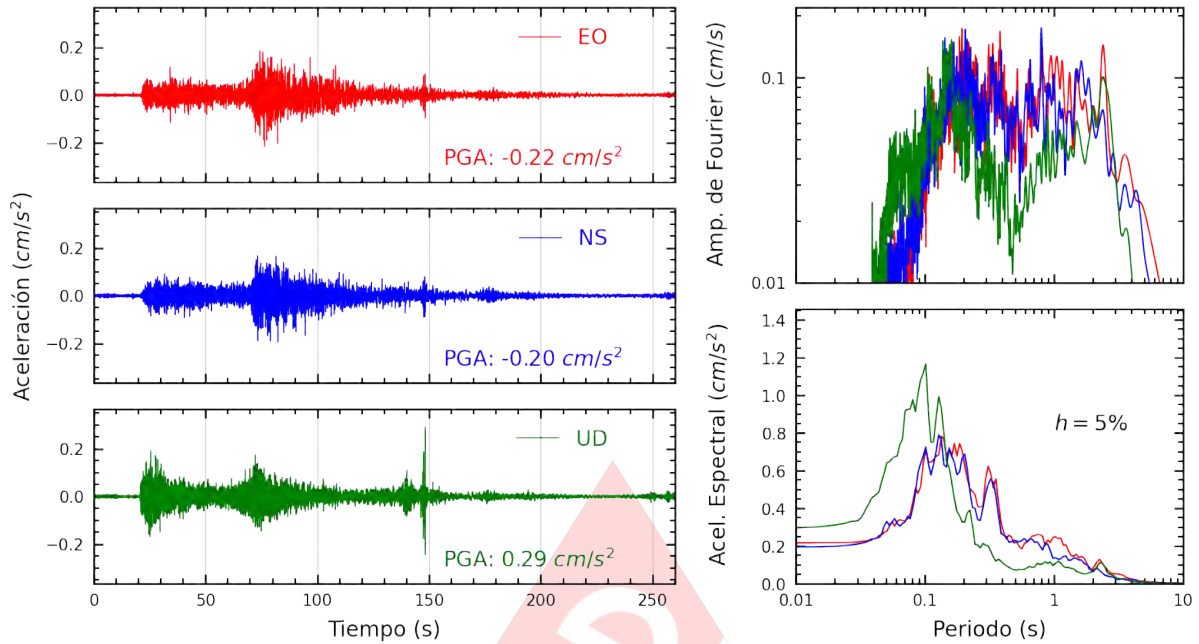 EO
PGA: -0.22 cm/s²
0.2
0.0
−0.2
NS
PGA: -0.20 cm/s²
0.2
0.0
−0.2
UD
PGA: 0.29 cm/s²
0.2
0.0
−0.2
Aceleración (cm/s²)
0 50 100 150 200 250
Tiempo (s)
Amp. de Fourier (cm/s)
0.1
0.01
Acel. Espectral (cm/s²)
1.4
1.2
1.0
0.8
0.6
0.4
0.2
0.0
h = 5%
0.01 0.1 1 10
Periodo (s)